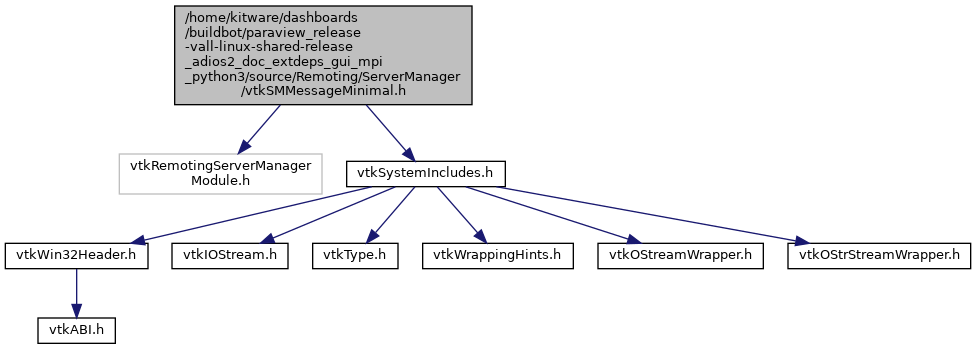 /home/kitware/dashboards
/buildbot/paraview_release
-vall-linux-shared-release
_adios2_doc_extdeps_gui_mpi
_python3/source/Remoting/ServerManager
/vtkSMMessageMinimal.h
vtkRemotingServerManager
Module.h
vtkSystemIncludes.h
vtkWin32Header.h
vtkIOStream.h
vtkType.h
vtkWrappingHints.h
vtkOStreamWrapper.h
vtkOStrStreamWrapper.h
vtkABI.h